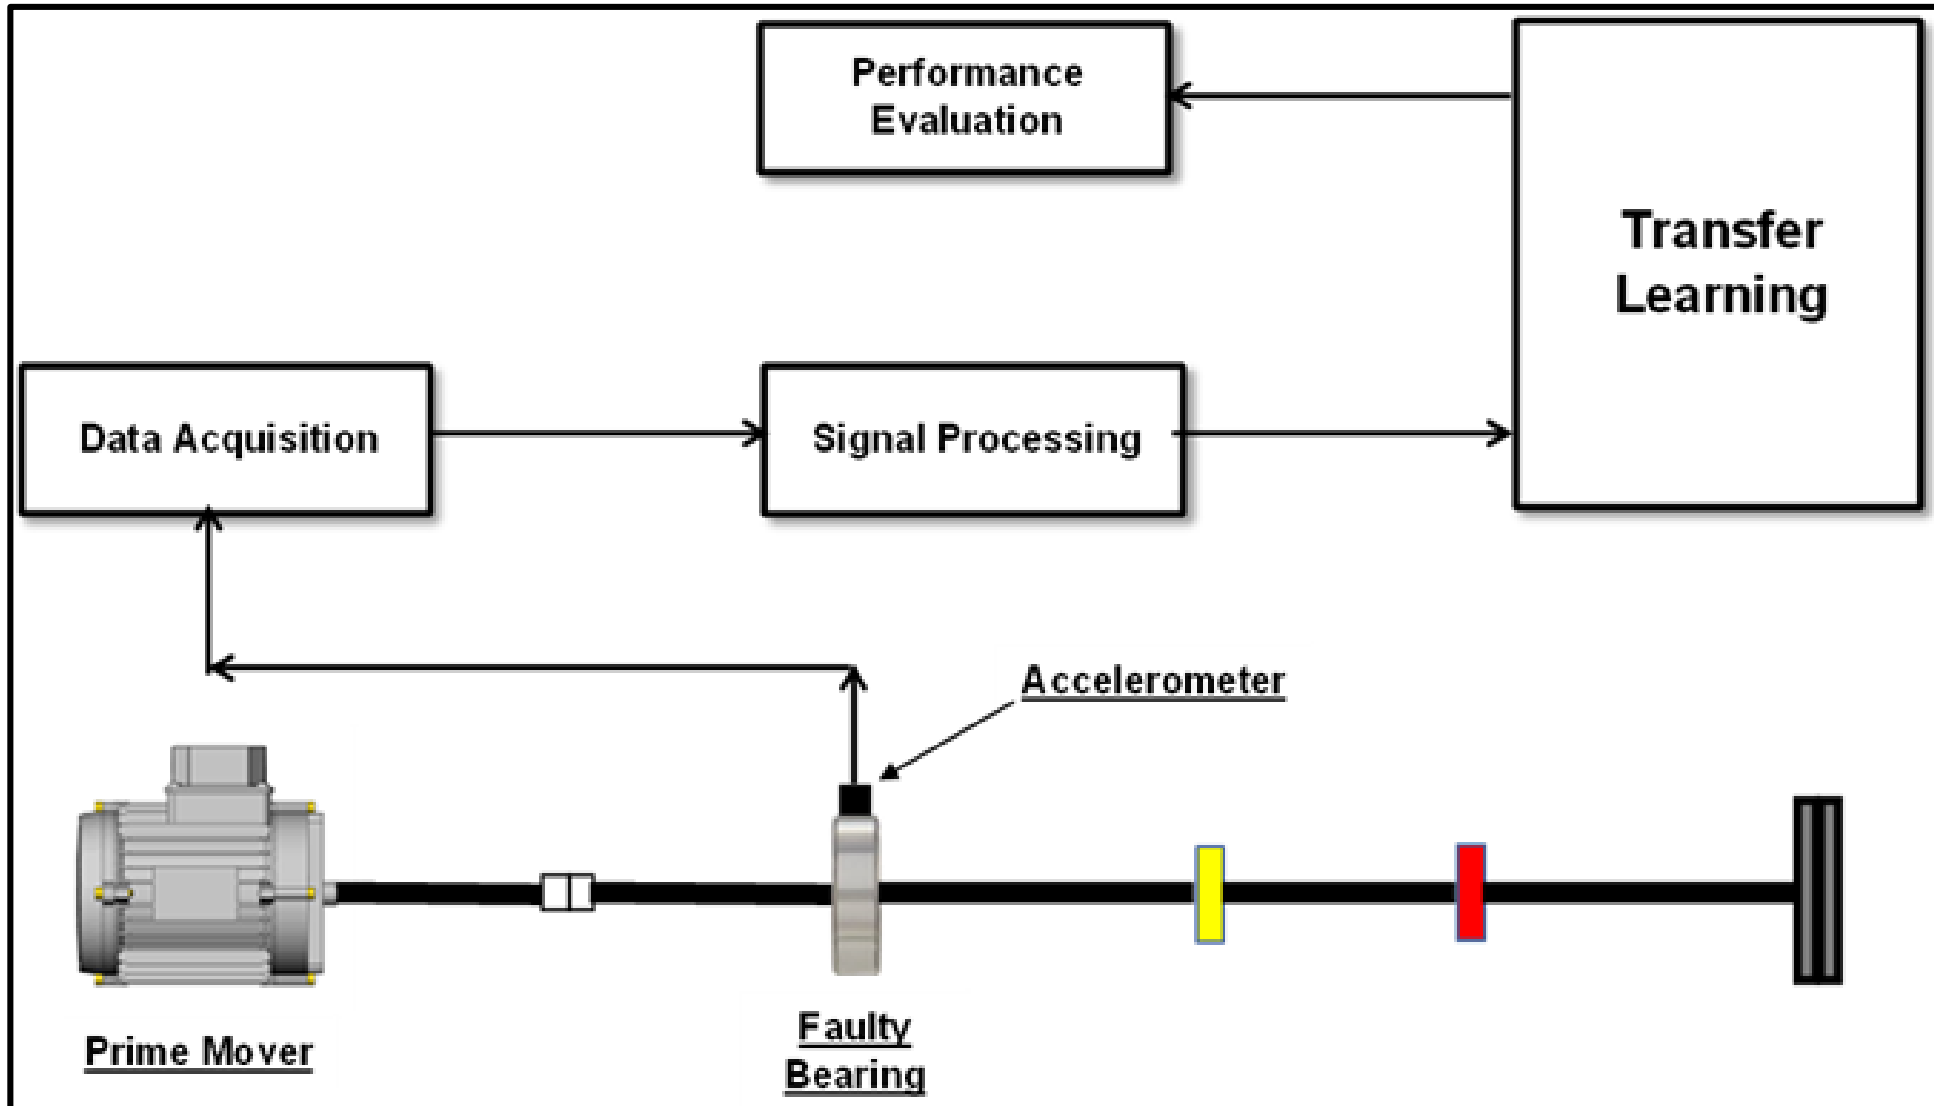 Performance
Evaluation
Transfer
Learning
Data Acquisition
Signal Processing
Accelerometer
Prime Mover
Faulty
Bearing